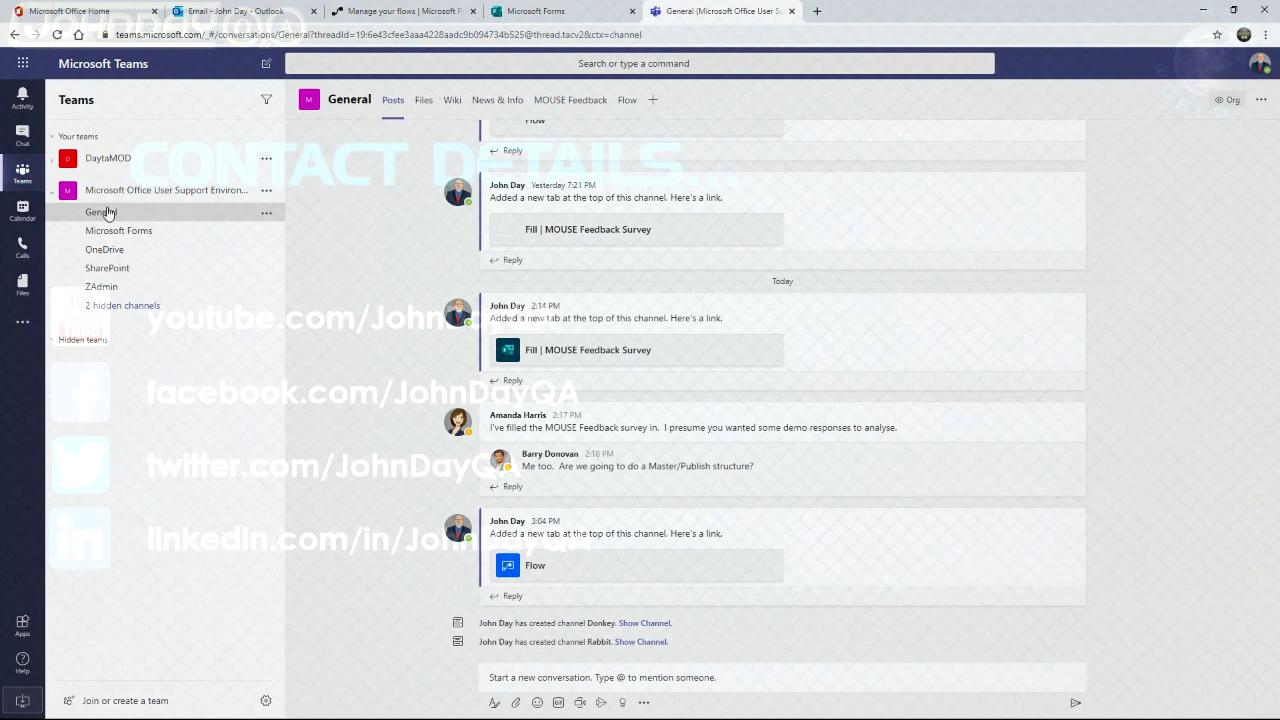 Microsoft Office Home
Email - John Day - Outlook
Manage your flows | Microsoft F
Microsoft Forms
General (Microsoft Office User Su
teams.microsoft.com/_#/conversations/General?threadId=19:6e43cfee3aaa4228aadc9b094734b525@thread.tacv2&ctx=channel
JOHNDAY QA
Microsoft Teams
Search or type a command
Activity
Chat
Teams
Calendar
Calls
Files
Apps
Help
Teams
Your teams
D
DaytaMOD
M
Microsoft Office User Support Environ...
General
Microsoft Forms
OneDrive
SharePoint
ZAdmin
2 hidden channels
Hidden teams
Join or create a team
M
General
Posts
Files
Wiki
News & Info
MOUSE Feedback
Flow
Org
CONTACT DETAILS...
Flow
Reply
John Day Yesterday 7:21 PM
Added a new tab at the top of this channel. Here's a link.
Fill | MOUSE Feedback Survey
Reply
Today
John Day 2:14 PM
Added a new tab at the top of this channel. Here's a link.
Fill | MOUSE Feedback Survey
Reply
Amanda Harris 2:17 PM
I've filled the MOUSE Feedback survey in. I presume you wanted some demo responses to analyse.
Barry Donovan 2:18 PM
Me too. Are we going to do a Master/Publish structure?
Reply
John Day 3:04 PM
Added a new tab at the top of this channel. Here's a link.
Flow
Reply
John Day has created channel Donkey. Show Channel.
John Day has created channel Rabbit. Show Channel.
Start a new conversation. Type @ to mention someone.
youtube.com/JohnDayQA
facebook.com/JohnDayQA
twitter.com/JohnDayQA
linkedin.com/in/JohnDayQA